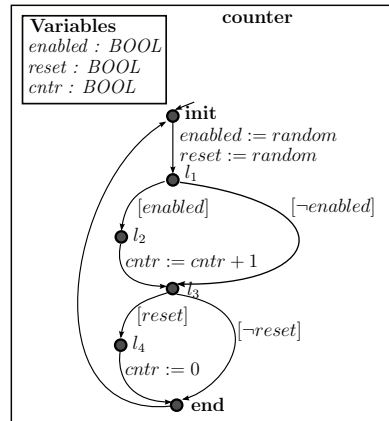 counter
Variables
enabled : BOOL
reset : BOOL
cntr : BOOL
init
enabled := random
reset := random
l1
[enabled]
[¬enabled]
l2
cntr := cntr + 1
l3
[reset]
[¬reset]
l4
cntr := 0
end